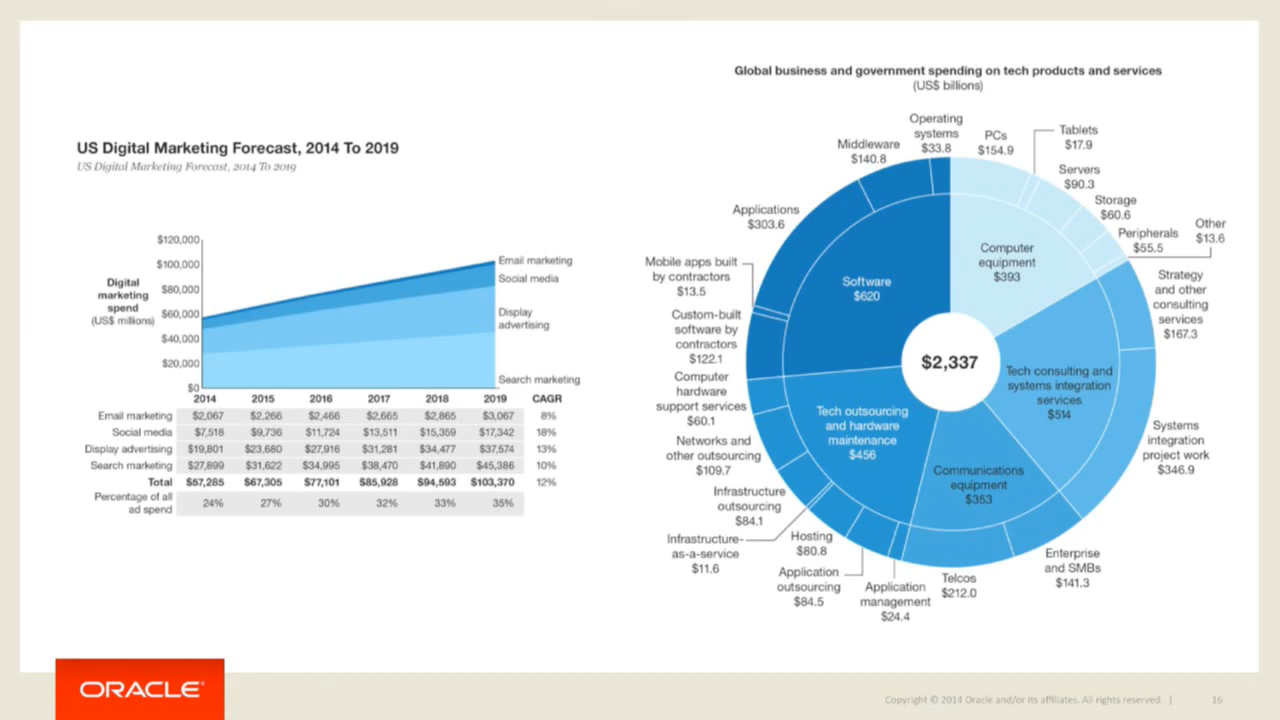 US Digital Marketing Forecast, 2014 To 2019
US Digital Marketing Forecast, 2014 To 2019
Digital
marketing
spend
(US$ millions)
$120,000
$100,000
$80,000
$60,000
$40,000
$20,000
$0
Email marketing
Social media
Display
advertising
Search marketing
2014 2015 2016 2017 2018 2019 CAGR
Email marketing $2,067 $2,266 $2,466 $2,665 $2,865 $3,067 8%
Social media $7,518 $9,736 $11,724 $13,511 $15,359 $17,342 18%
Display advertising $19,801 $23,680 $27,916 $31,281 $34,477 $37,574 13%
Search marketing $27,899 $31,622 $34,995 $38,470 $41,890 $45,386 10%
Total $57,285 $67,305 $77,101 $85,928 $94,593 $103,370 12%
Percentage of all
ad spend 24% 27% 30% 32% 33% 35%
Global business and government spending on tech products and services
(US$ billions)
Operating
systems
$33.8
PCs
$154.9
Tablets
$17.9
Servers
$90.3
Storage
$60.6
Peripherals
$55.5
Other
$13.6
Strategy
and other
consulting
services
$167.3
Systems
integration
project work
$346.9
Enterprise
and SMBs
$141.3
Telcos
$212.0
Application
management
$24.4
Application
outsourcing
$84.5
Hosting
$80.8
Infrastructure-
as-a-service
$11.6
Infrastructure
outsourcing
$84.1
Networks and
other outsourcing
$109.7
Computer
hardware
support services
$60.1
Custom-built
software by
contractors
$122.1
Mobile apps built
by contractors
$13.5
Applications
$303.6
Middleware
$140.8
Software
$620
Computer
equipment
$393
Tech consulting and
systems integration
services
$514
Communications
equipment
$353
Tech outsourcing
and hardware
maintenance
$456
$2,337
ORACLE®
Copyright © 2014 Oracle and/or its affiliates. All rights reserved. | 16